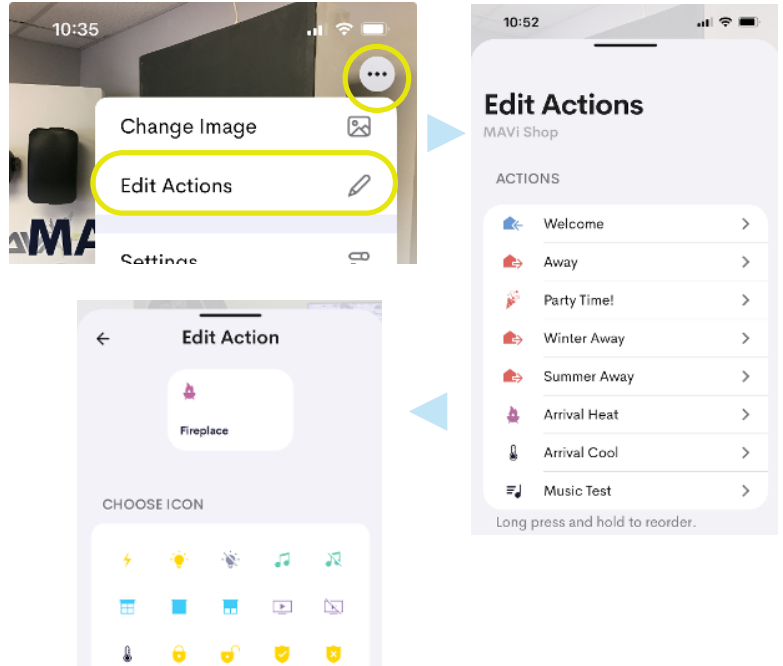 10:35
Change Image
Edit Actions
Settings
MA
10:52
Edit Actions
MAVi Shop
ACTIONS
Welcome
Away
Party Time!
Winter Away
Summer Away
Arrival Heat
Arrival Cool
Music Test
Long press and hold to reorder.
Edit Action
Fireplace
CHOOSE ICON